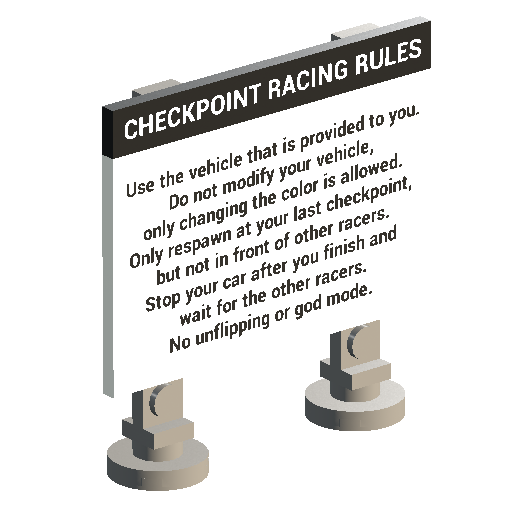 CHECKPOINT RACING RULES
Use the vehicle that is provided to you.
Do not modify your vehicle,
only changing the color is allowed.
Only respawn at your last checkpoint,
but not in front of other racers.
Stop your car after you finish and
wait for the other racers.
No unflipping or god mode.